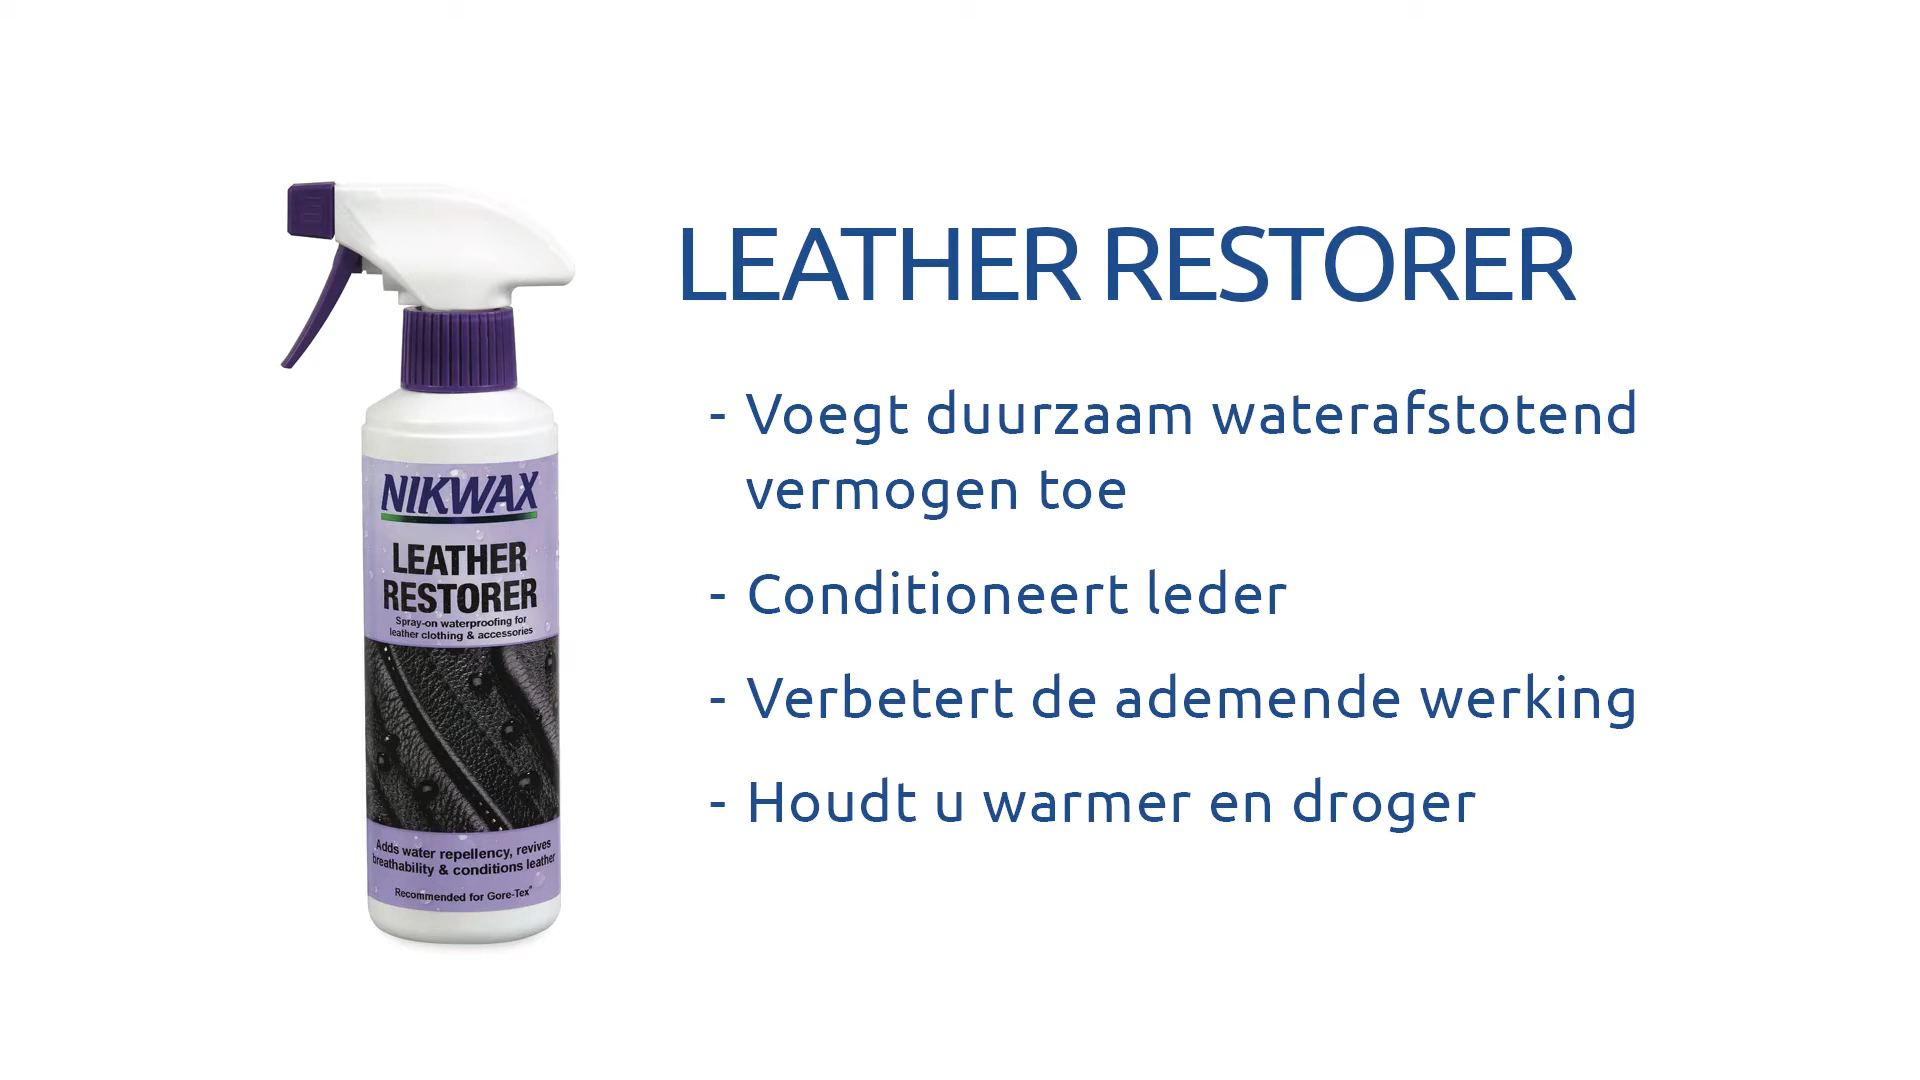 LEATHER RESTORER
- Voegt duurzaam waterafstotend
vermogen toe
- Conditioneert leder
- Verbetert de ademende werking
- Houdt u warmer en droger
NIKWAX
LEATHER
RESTORER
Spray-on waterproofing for
leather clothing & accessories
Adds water repellency, revives
breathability & conditions leather
Recommended for Gore-Tex®